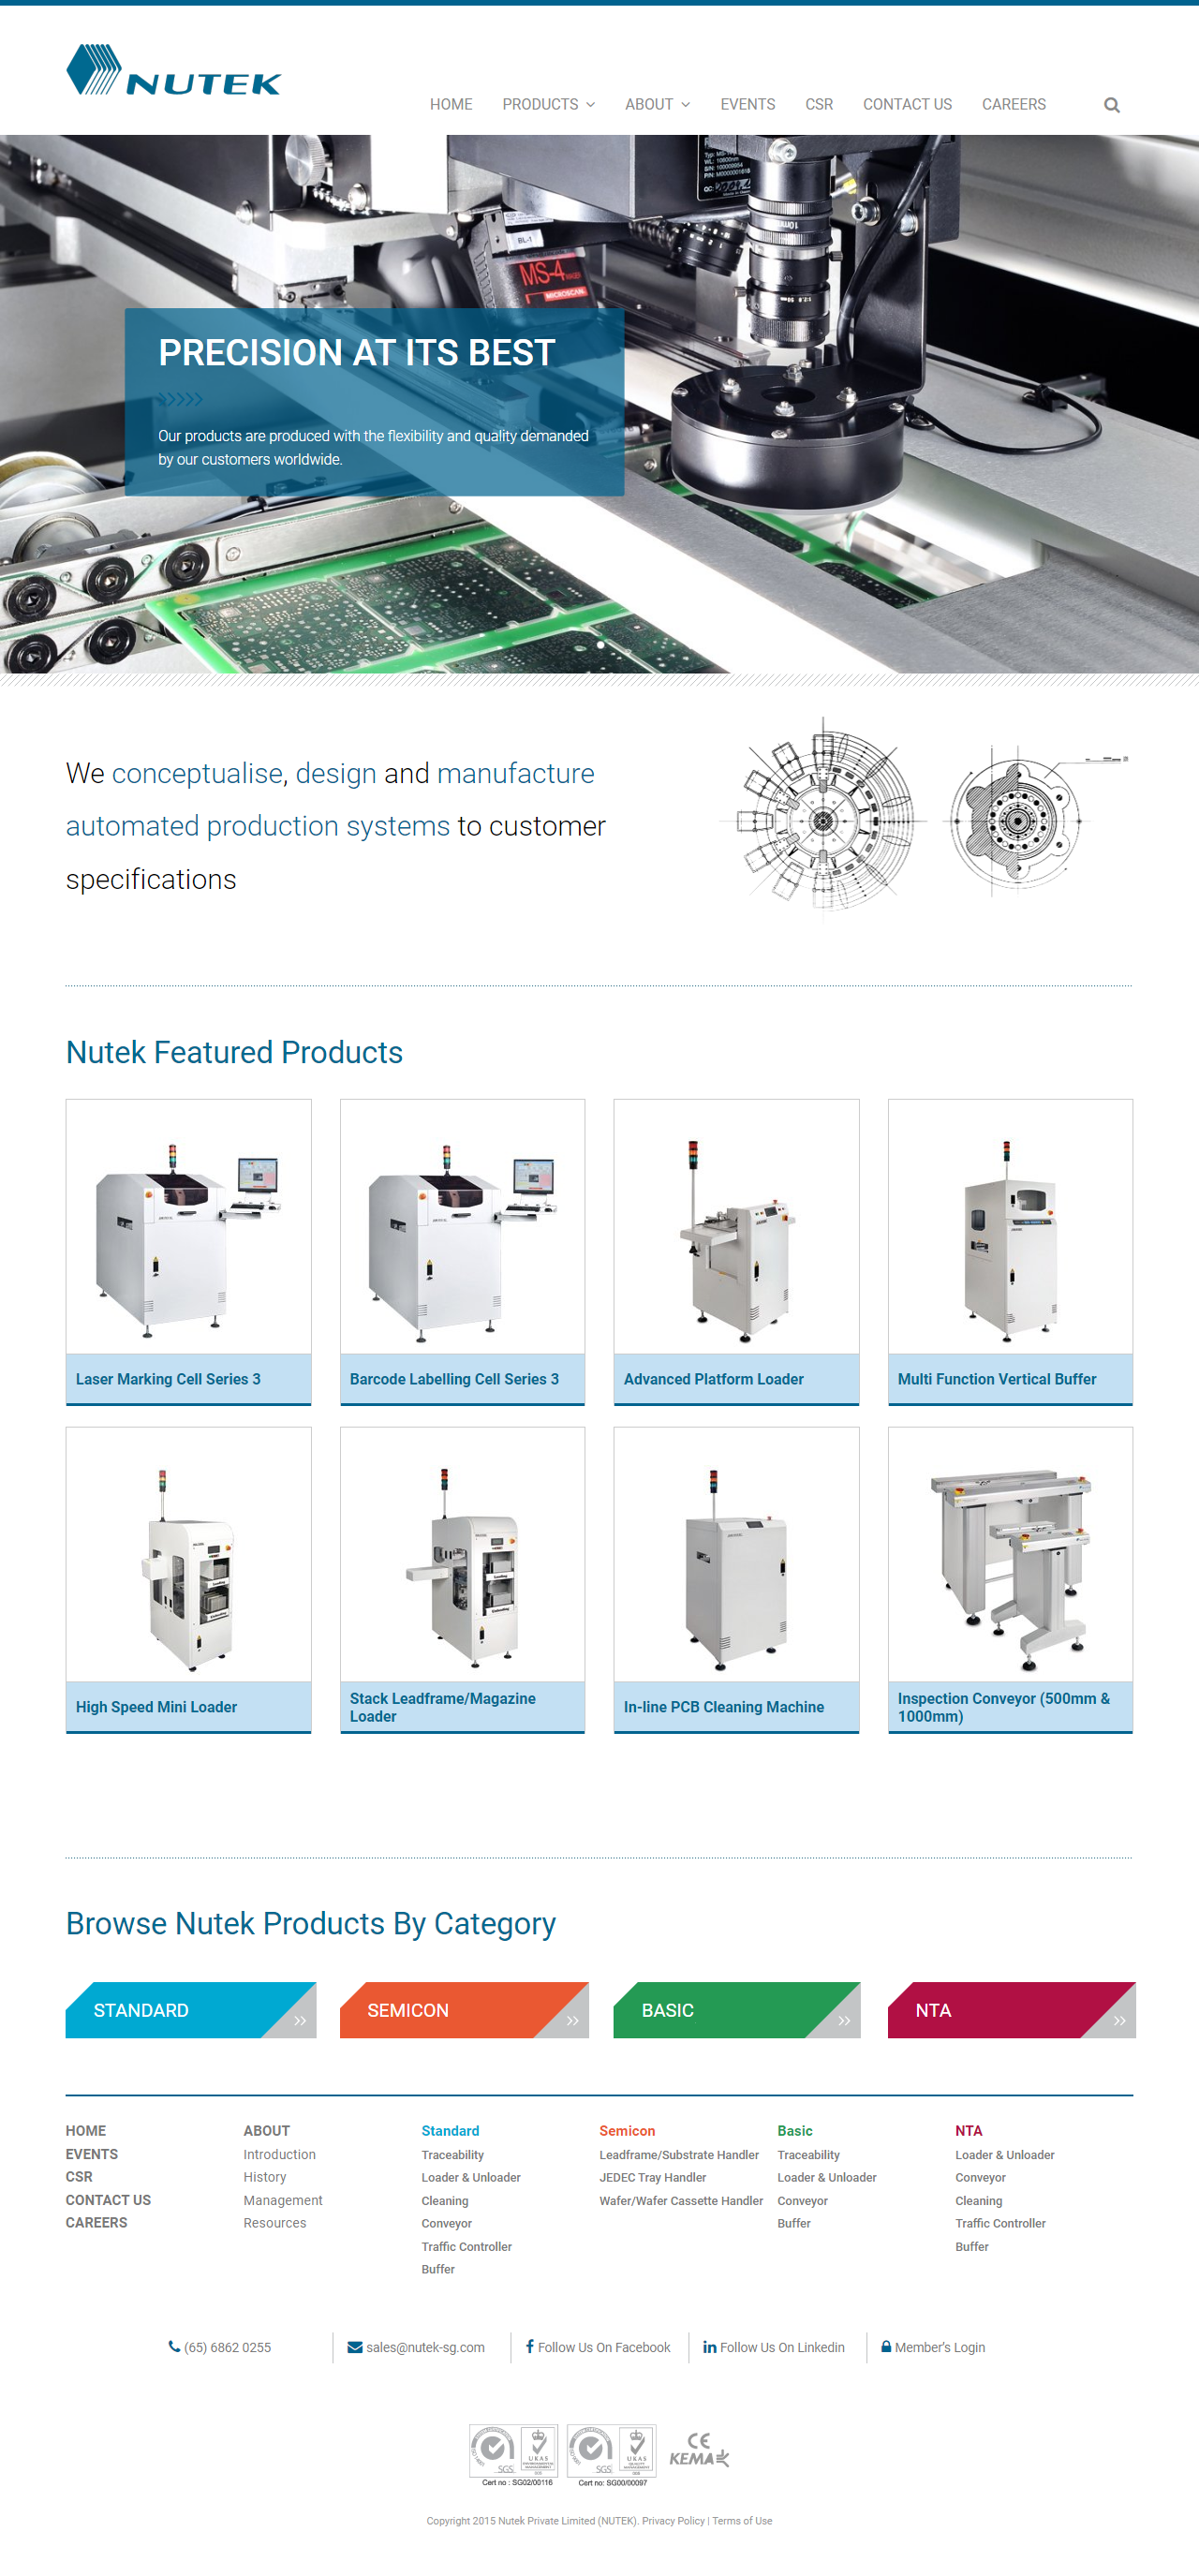 NUTEK
HOME PRODUCTS ABOUT EVENTS CSR CONTACT US CAREERS
BL-1
MS-4
MICROSCAN
PRECISION AT ITS BEST
Our products are produced with the flexibility and quality demanded
by our customers worldwide.
We conceptualise, design and manufacture
automated production systems to customer
specifications
Nutek Featured Products
Laser Marking Cell Series 3
Barcode Labelling Cell Series 3
Advanced Platform Loader
Multi Function Vertical Buffer
High Speed Mini Loader
Stack Leadframe/Magazine
Loader
In-line PCB Cleaning Machine
Inspection Conveyor (500mm &
1000mm)
Browse Nutek Products By Category
STANDARD
SEMICON
BASIC
NTA
HOME
EVENTS
CSR
CONTACT US
CAREERS
ABOUT
Introduction
History
Management
Resources
Standard
Traceability
Loader & Unloader
Cleaning
Conveyor
Traffic Controller
Buffer
Semicon
Leadframe/Substrate Handler
JEDEC Tray Handler
Wafer/Wafer Cassette Handler
Basic
Traceability
Loader & Unloader
Conveyor
Buffer
NTA
Loader & Unloader
Conveyor
Cleaning
Traffic Controller
Buffer
(65) 6862 0255
sales@nutek-sg.com
Follow Us On Facebook
Follow Us On Linkedin
Member's Login
SGS
UKAS
Cert no : SG02/00116
SGS
UKAS
Cert no: SG00/00097
CE
KEMA
Copyright 2015 Nutek Private Limited (NUTEK). Privacy Policy | Terms of Use